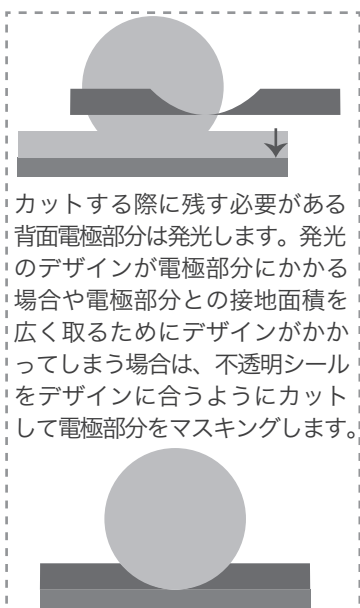 カットする際に残す必要がある
背面電極部分は発光します。発光
のデザインが電極部分にかかる
場合や電極部分との接地面積を
広く取るためにデザインがかか
ってしまう場合は、不透明シール
をデザインに合うようにカット
して電極部分をマスキングします。